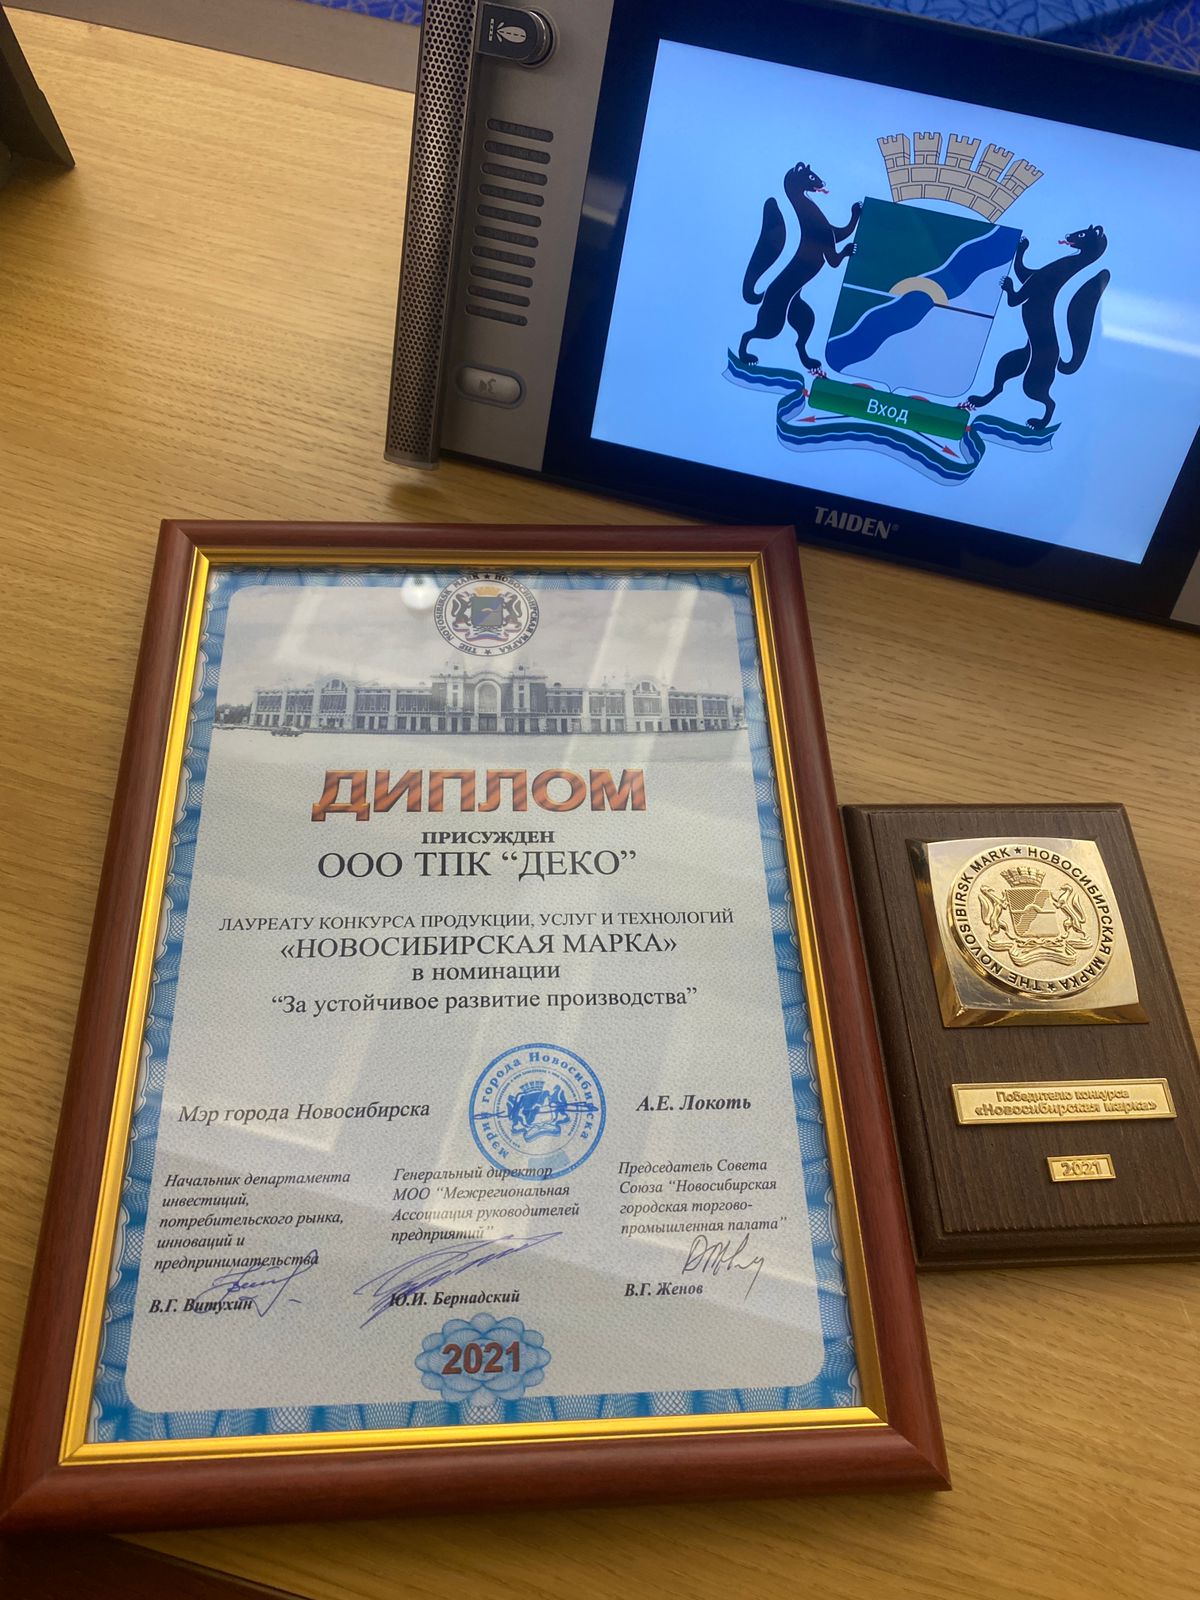 Вход
TAIDEN®
THE NOVOSIBIRSK MARK ★ НОВОСИБИРСКАЯ МАРКА ★
ДИПЛОМ
ПРИСУЖДЕН
ООО ТПК “ДЕКО”
ЛАУРЕАТУ КОНКУРСА ПРОДУКЦИИ, УСЛУГ И ТЕХНОЛОГИЙ
«НОВОСИБИРСКАЯ МАРКА»
в номинации
“За устойчивое развитие производства”
Мэр города Новосибирска
мэрия города Новосибирска
А.Е. Локоть
Начальник департамента
инвестиций,
потребительского рынка,
инноваций и
предпринимательства
В.Г. Витухин
Генеральный директор
МОО “Межрегиональная
Ассоциация руководителей
предприятий”
Ю.И. Бернадский
Председатель Совета
Союза “Новосибирская
городская торгово-
промышленная палата”
В.Г. Женов
2021
THE NOVOSIBIRSK MARK ★ НОВОСИБИРСКАЯ МАРКА ★
Победителю конкурса
«Новосибирская марка»
2021